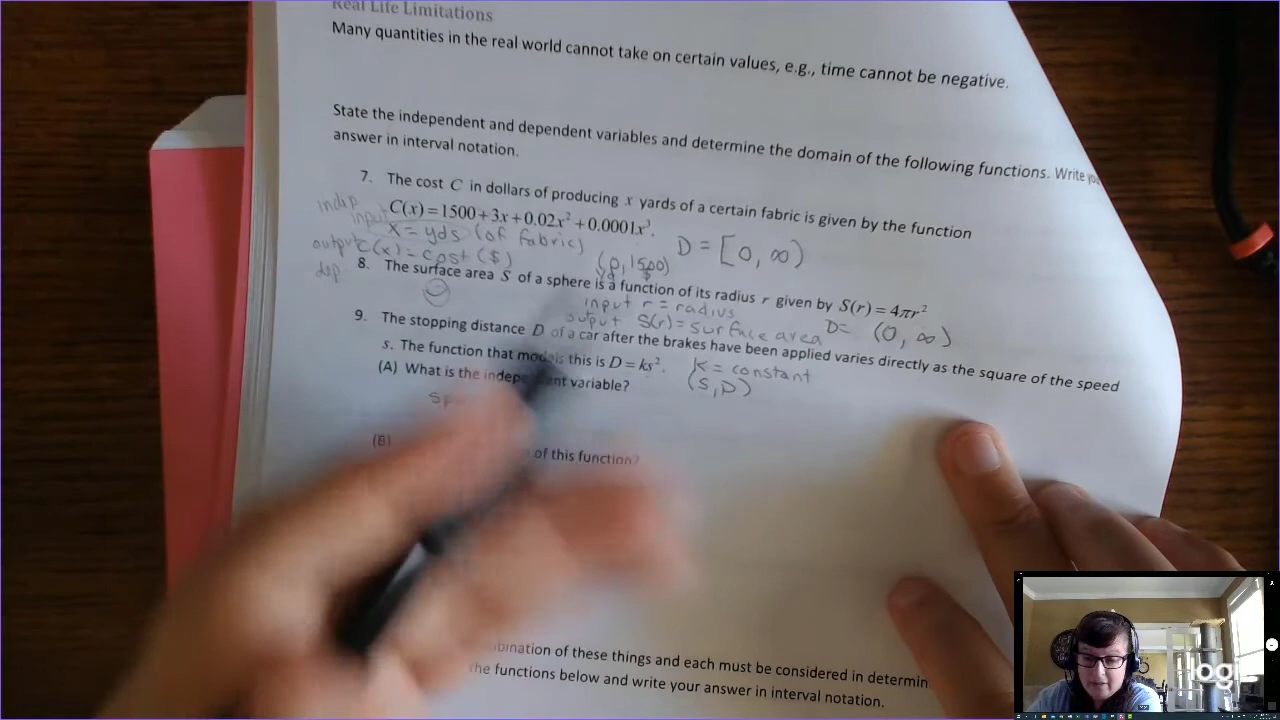 Real Life Limitations
Many quantities in the real world cannot take on certain values, e.g., time cannot be negative.
State the independent and dependent variables and determine the domain of the following functions. Write
answer in interval notation.
7. The cost C in dollars of producing x yards of a certain fabric is given by the function
indep
input
C(x)=1500+3x+0.02x²+0.0001x³.
x = yds (of fabric)
D = [0, ∞)
output C(x) = cost ($)
dep
(0,1500)
yd $
8. The surface area S of a sphere is a function of its radius r given by S(r)=4πr²
input r = radius
output S(r) = surface area
D= (0, ∞)
9. The stopping distance D of a car after the brakes have been applied varies directly as the square of the speed
s. The function that models this is D=ks².
K = constant
(A) What is the independent variable?
(S, D)
(B) of this function?
of these things and each must be considered in
the functions below and write your answer in interval notation.
log